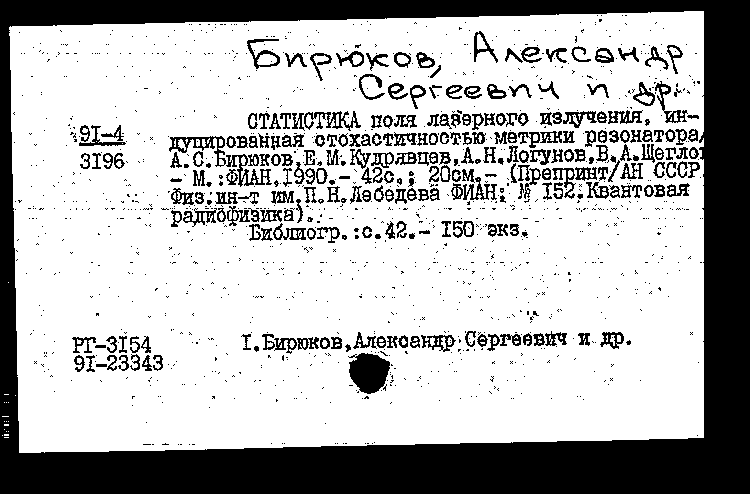 Бирюков, Александр
Сергеевич и др.
СТАТИСТИКА поля лазерного излучения, ин-
91-4
дуцированная стохастичностью метрики резонатора/
3196
А.С.Бирюков,Е.М.Кудрявцев,А.Н.Логунов,В.А.Щеглов
- М.:ФИАН,1990.- 42с.; 20см.- (Препринт/АН СССР.
Физ.ин-т им.П.Н.Лебедева ФИАН; № 152.Квантовая
радиофизика).
Библиогр.:с.42.- 150 экз.
РГ-3154
1.Бирюков,Александр Сергеевич и др.
91-23343